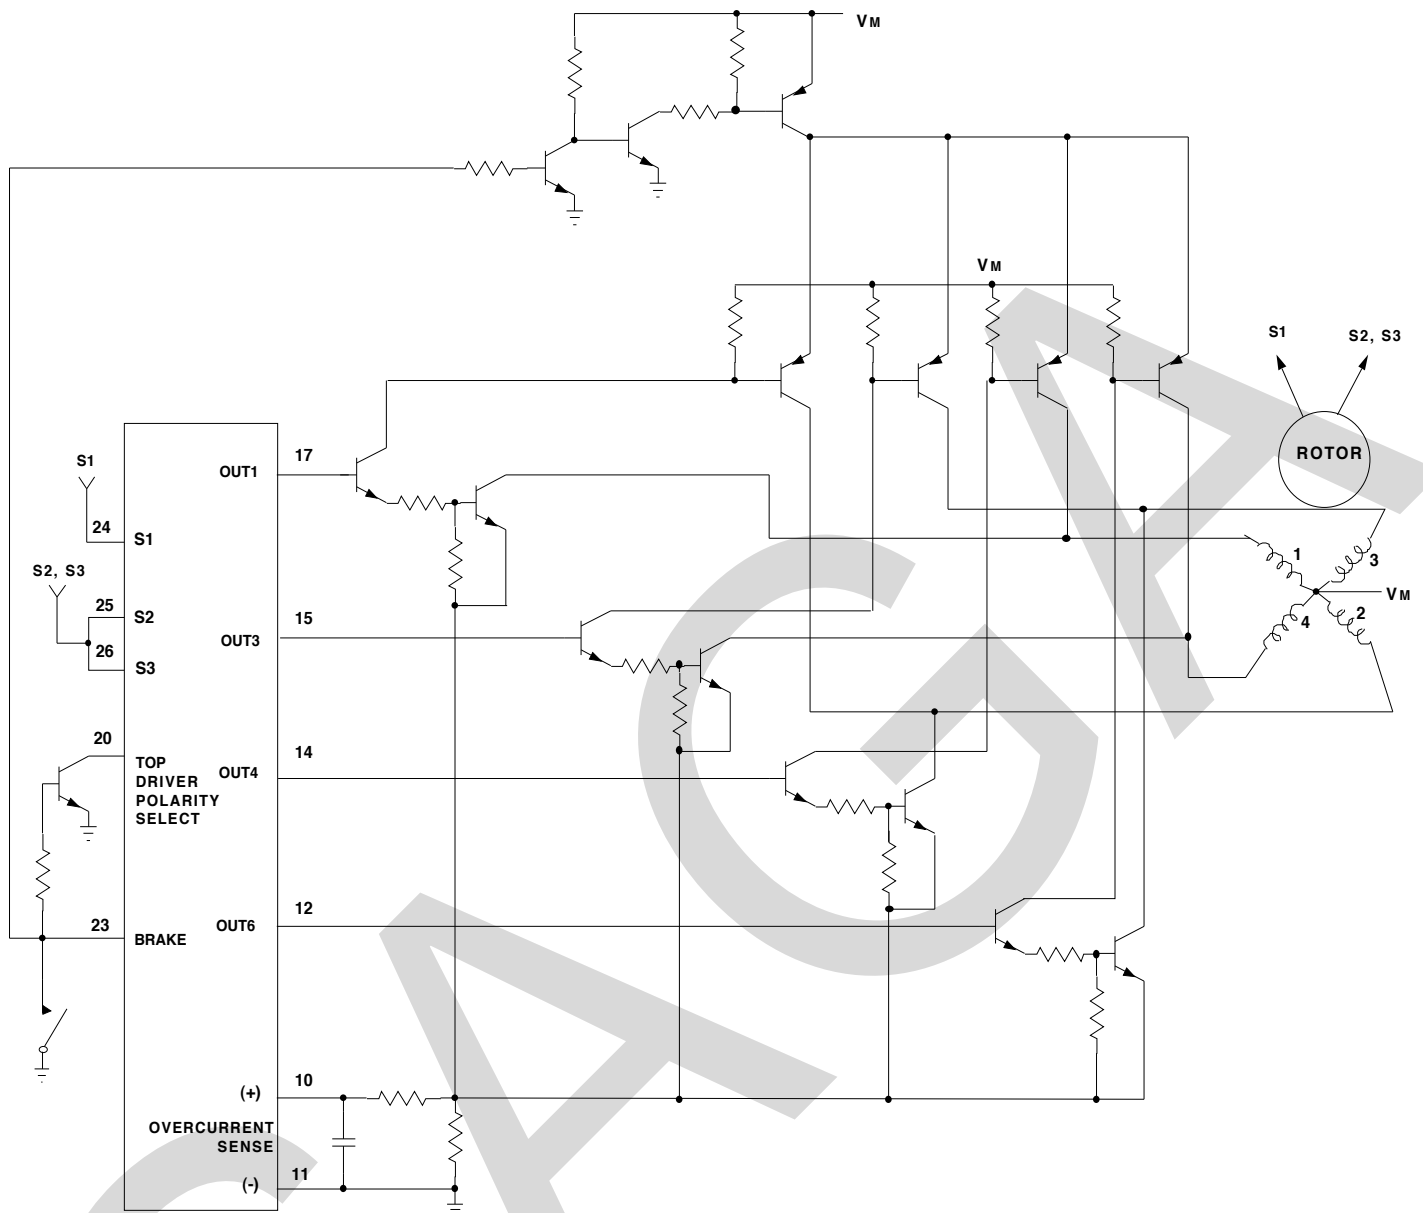 VM
VM
S1
S2, S3
ROTOR
S1
17
OUT1
24
S1
1
3
S2, S3
VM
25
S2
15
4
2
OUT3
26
S3
20
14
TOP
DRIVER
POLARITY
SELECT
OUT4
12
23
BRAKE
OUT6
10
(+)
OVERCURRENT
SENSE
11
(-)